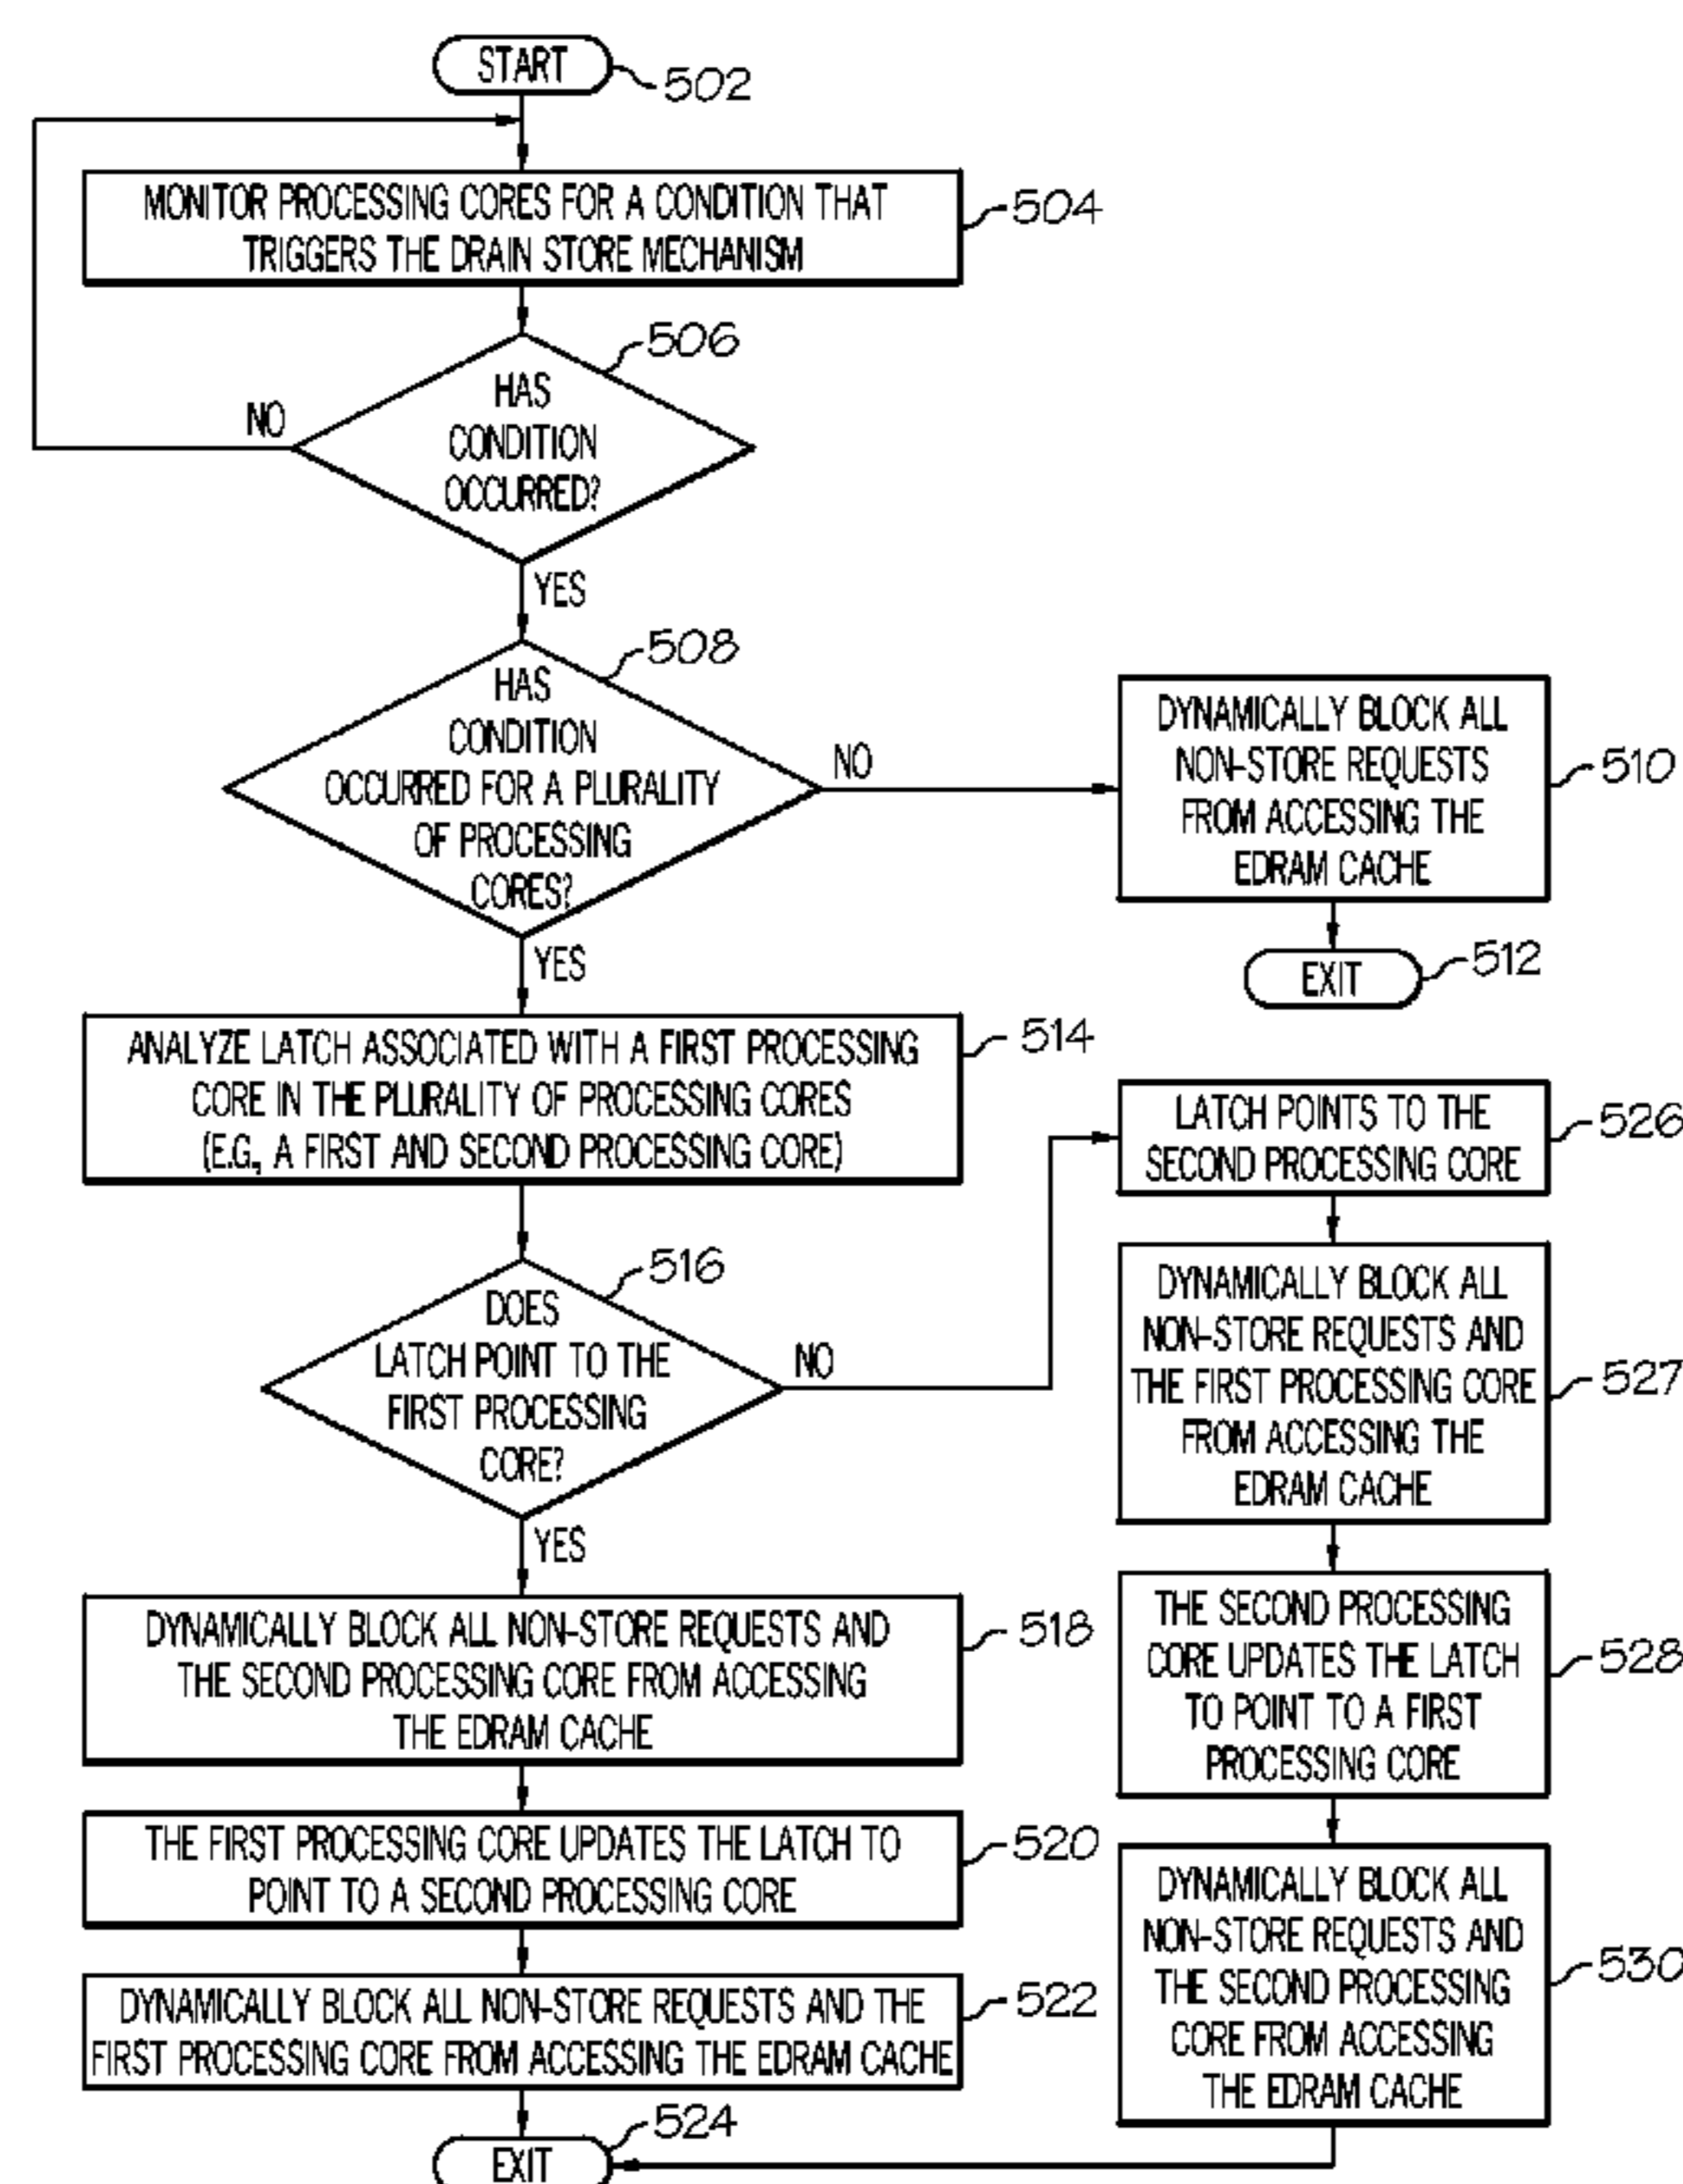 START
502
MONITOR PROCESSING CORES FOR A CONDITION THAT
TRIGGERS THE DRAIN STORE MECHANISM
504
HAS
CONDITION
OCCURRED?
506
NO
YES
HAS
CONDITION
OCCURRED FOR A PLURALITY
OF PROCESSING
CORES?
508
NO
YES
DYNAMICALLY BLOCK ALL
NON-STORE REQUESTS
FROM ACCESSING THE
EDRAM CACHE
510
EXIT
512
ANALYZE LATCH ASSOCIATED WITH A FIRST PROCESSING
CORE IN THE PLURALITY OF PROCESSING CORES
(E.G., A FIRST AND SECOND PROCESSING CORE)
514
DOES
LATCH POINT TO THE
FIRST PROCESSING
CORE?
516
NO
YES
DYNAMICALLY BLOCK ALL NON-STORE REQUESTS AND
THE SECOND PROCESSING CORE FROM ACCESSING
THE EDRAM CACHE
518
THE FIRST PROCESSING CORE UPDATES THE LATCH TO
POINT TO A SECOND PROCESSING CORE
520
DYNAMICALLY BLOCK ALL NON-STORE REQUESTS AND THE
FIRST PROCESSING CORE FROM ACCESSING THE EDRAM CACHE
522
EXIT
524
LATCH POINTS TO THE
SECOND PROCESSING CORE
526
DYNAMICALLY BLOCK ALL
NON-STORE REQUESTS AND
THE FIRST PROCESSING CORE
FROM ACCESSING THE
EDRAM CACHE
527
THE SECOND PROCESSING
CORE UPDATES THE LATCH
TO POINT TO A FIRST
PROCESSING CORE
528
DYNAMICALLY BLOCK ALL
NON-STORE REQUESTS AND
THE SECOND PROCESSING
CORE FROM ACCESSING
THE EDRAM CACHE
530